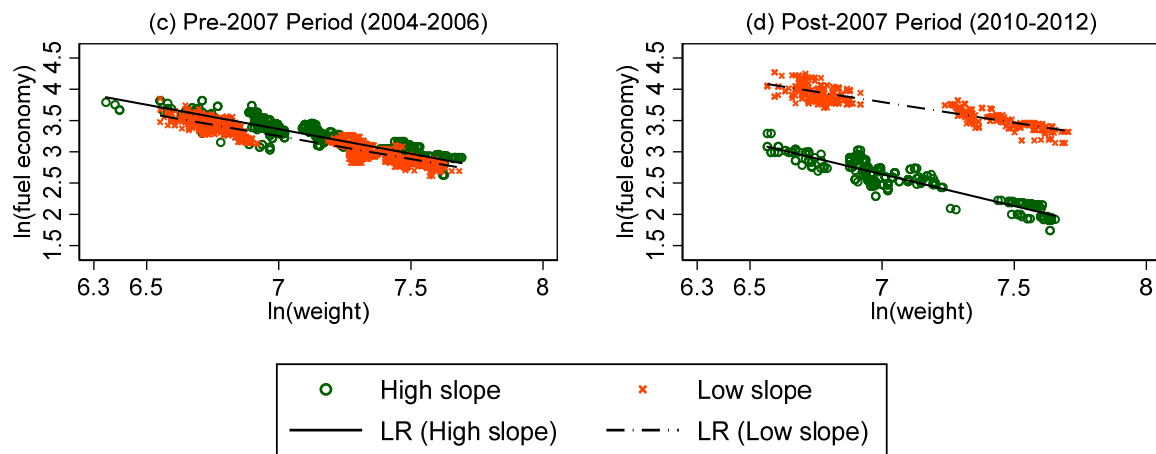 (c) Pre-2007 Period (2004-2006)
ln(fuel economy)
4.5
4
3.5
3
2.5
2
1.5
6.3 6.5 7 7.5 8
ln(weight)
(d) Post-2007 Period (2010-2012)
ln(fuel economy)
4.5
4
3.5
3
2.5
2
1.5
6.3 6.5 7 7.5 8
ln(weight)
High slope Low slope
LR (High slope) LR (Low slope)